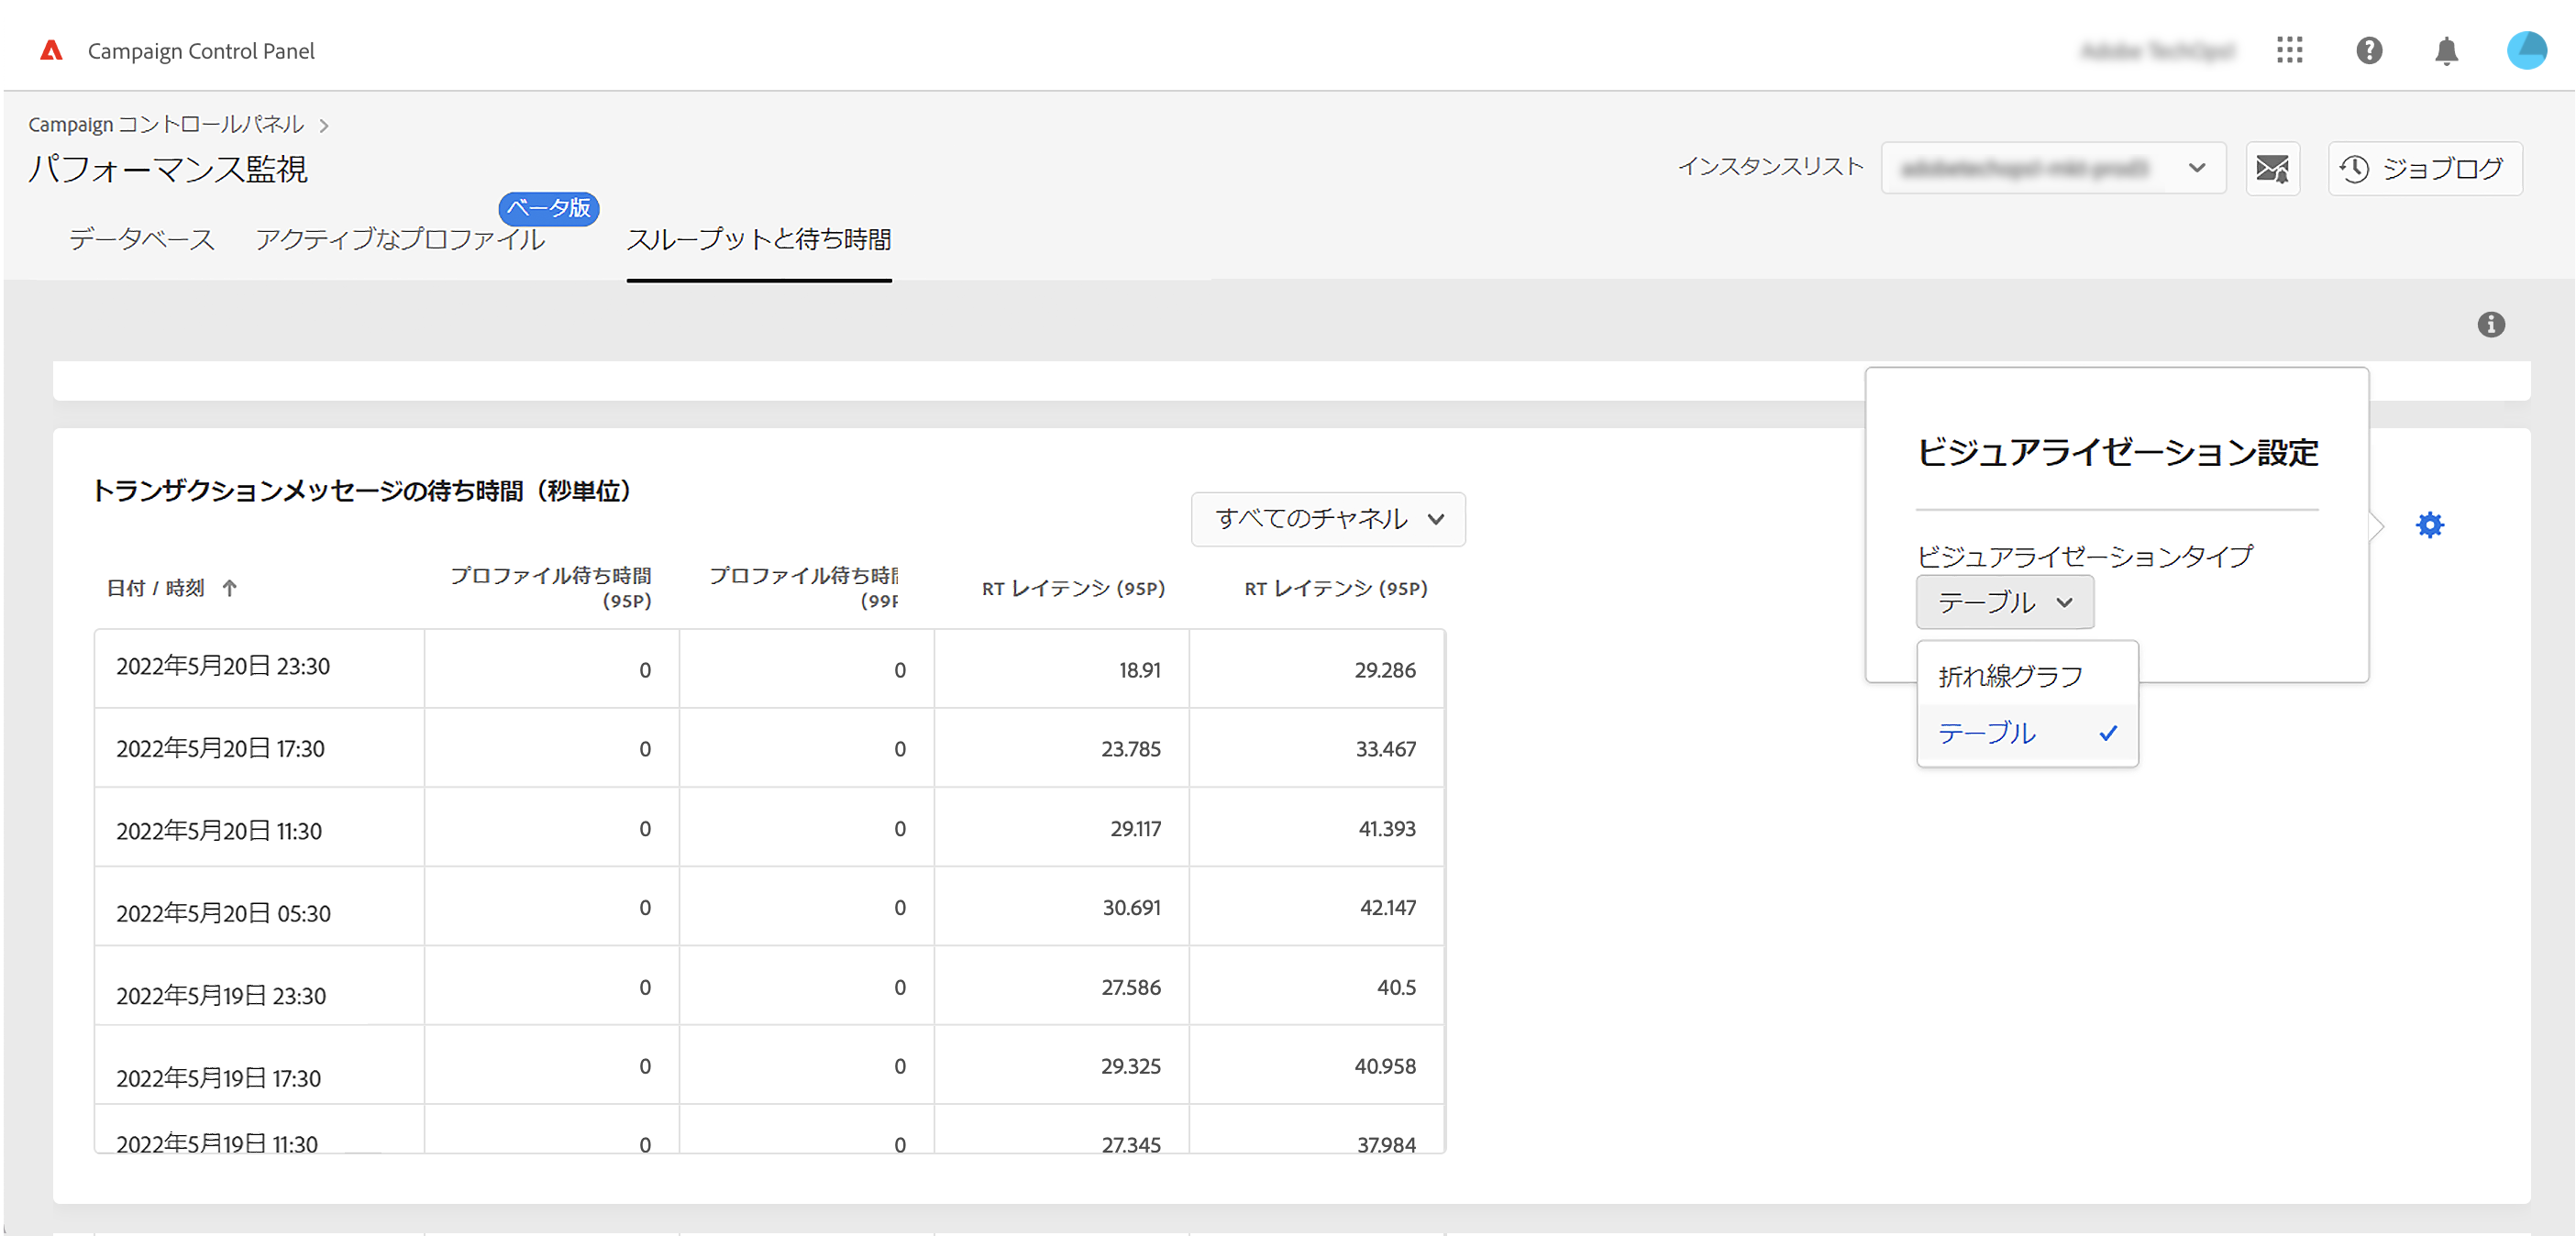 Campaign Control Panel
Campaign コントロールパネル
パフォーマンス監視
インスタンスリスト
ジョブログ
ベータ版
データベース アクティブなプロファイル スループットと待ち時間
トランザクションメッセージの待ち時間（秒単位）
すべてのチャネル
日付 / 時刻 プロファイル待ち時間 (95P) プロファイル待ち時間 (99P RT レイテンシ (95P) RT レイテンシ (95P)
2022年5月20日 23:30 0 0 18.91 29.286
2022年5月20日 17:30 0 0 23.785 33.467
2022年5月20日 11:30 0 0 29.117 41.393
2022年5月20日 05:30 0 0 30.691 42.147
2022年5月19日 23:30 0 0 27.586 40.5
2022年5月19日 17:30 0 0 29.325 40.958
2022年5月19日 11:30 0 0 27.345 37.984
ビジュアライゼーション設定
ビジュアライゼーションタイプ
テーブル
折れ線グラフ
テーブル